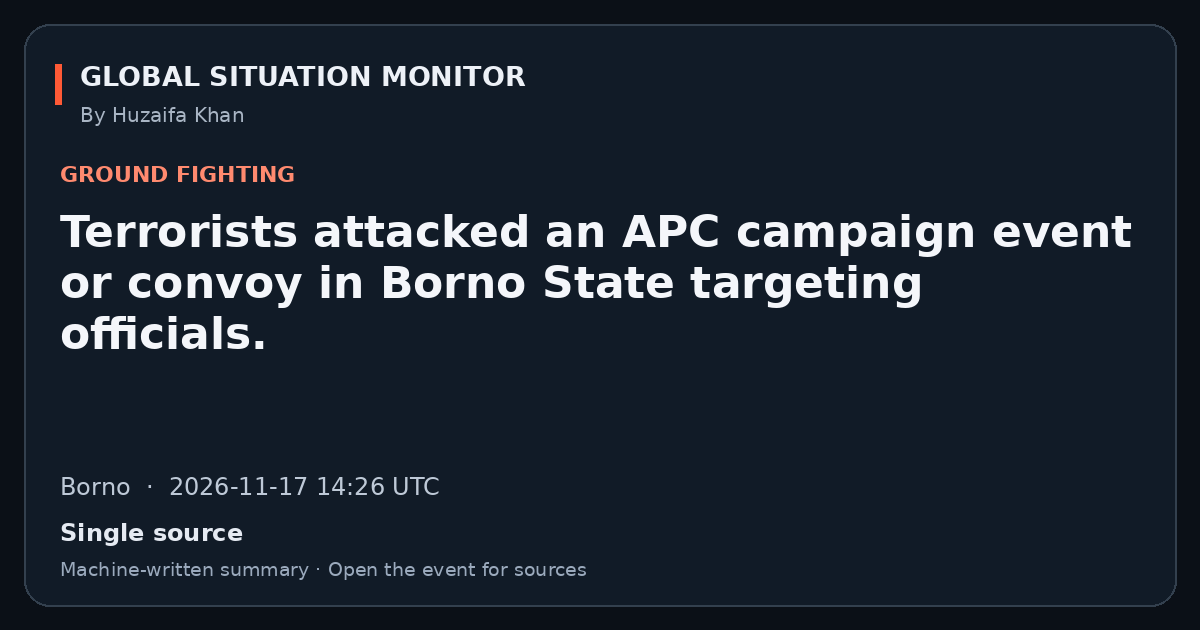 GLOBAL SITUATION MONITOR
By Huzaifa Khan
GROUND FIGHTING
Terrorists attacked an APC campaign event
or convoy in Borno State targeting
officials.
Borno · 2026-11-17 14:26 UTC
Single source
Machine-written summary · Open the event for sources